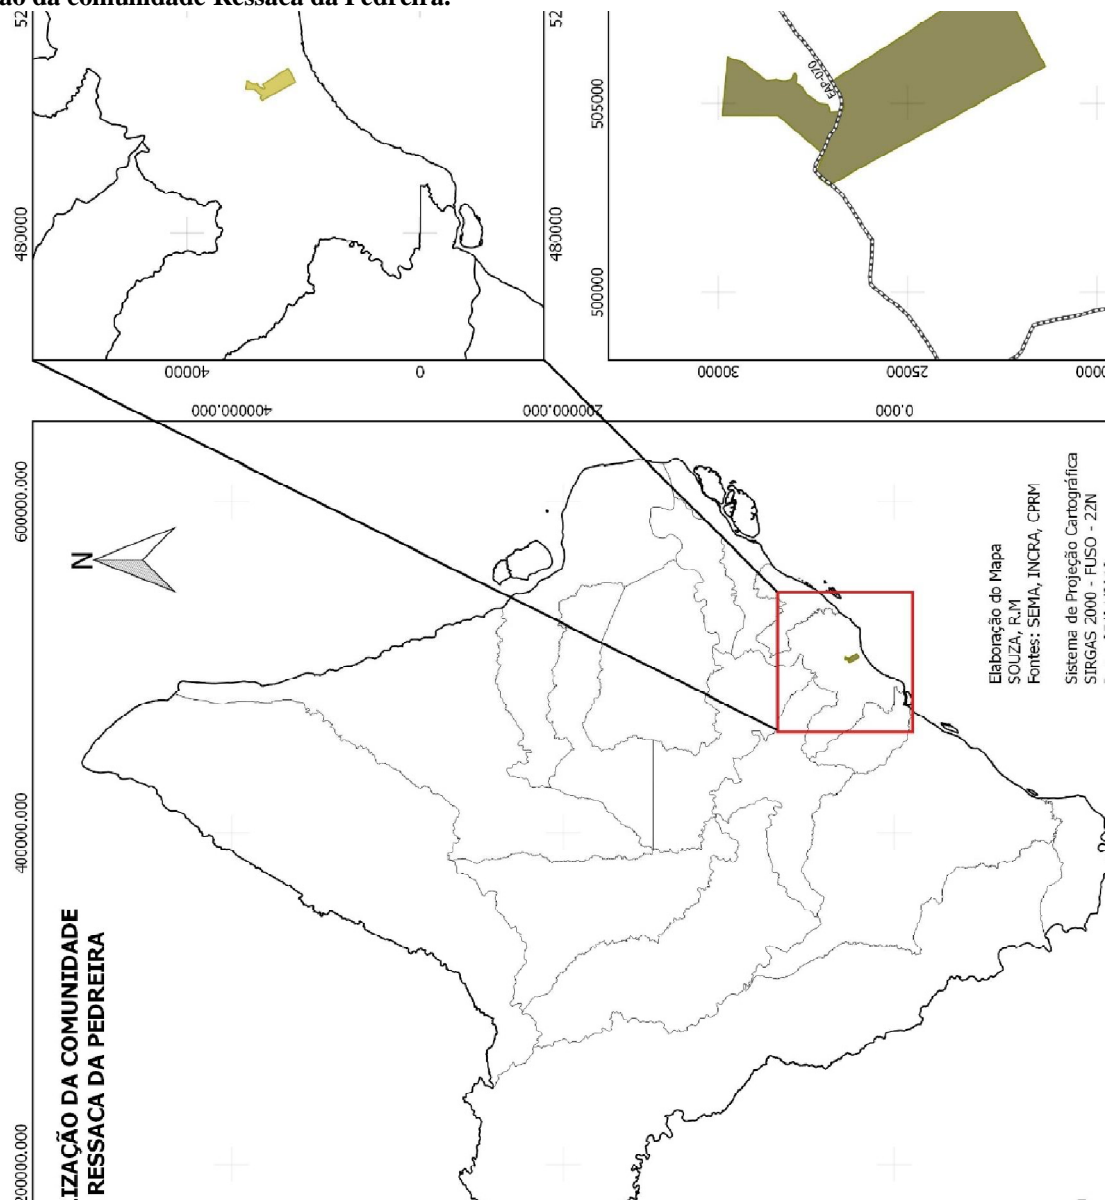 ão da comunidade Ressaca da Pedreira.
52
480000
40000
0
52
480000
505000
500000
EAP-070
30000
25000
400000.000
200000.000
0.000
600000.000
400000.000
200000.000
N
LIZAÇÃO DA COMUNIDADE
RESSACA DA PEDREIRA
Elaboração do Mapa
SOUZA, R.M
Fontes: SEMA, INCRA, CPRM
Sistema de Projeção Cartográfica
SIRGAS 2000 - FUSO - 22N